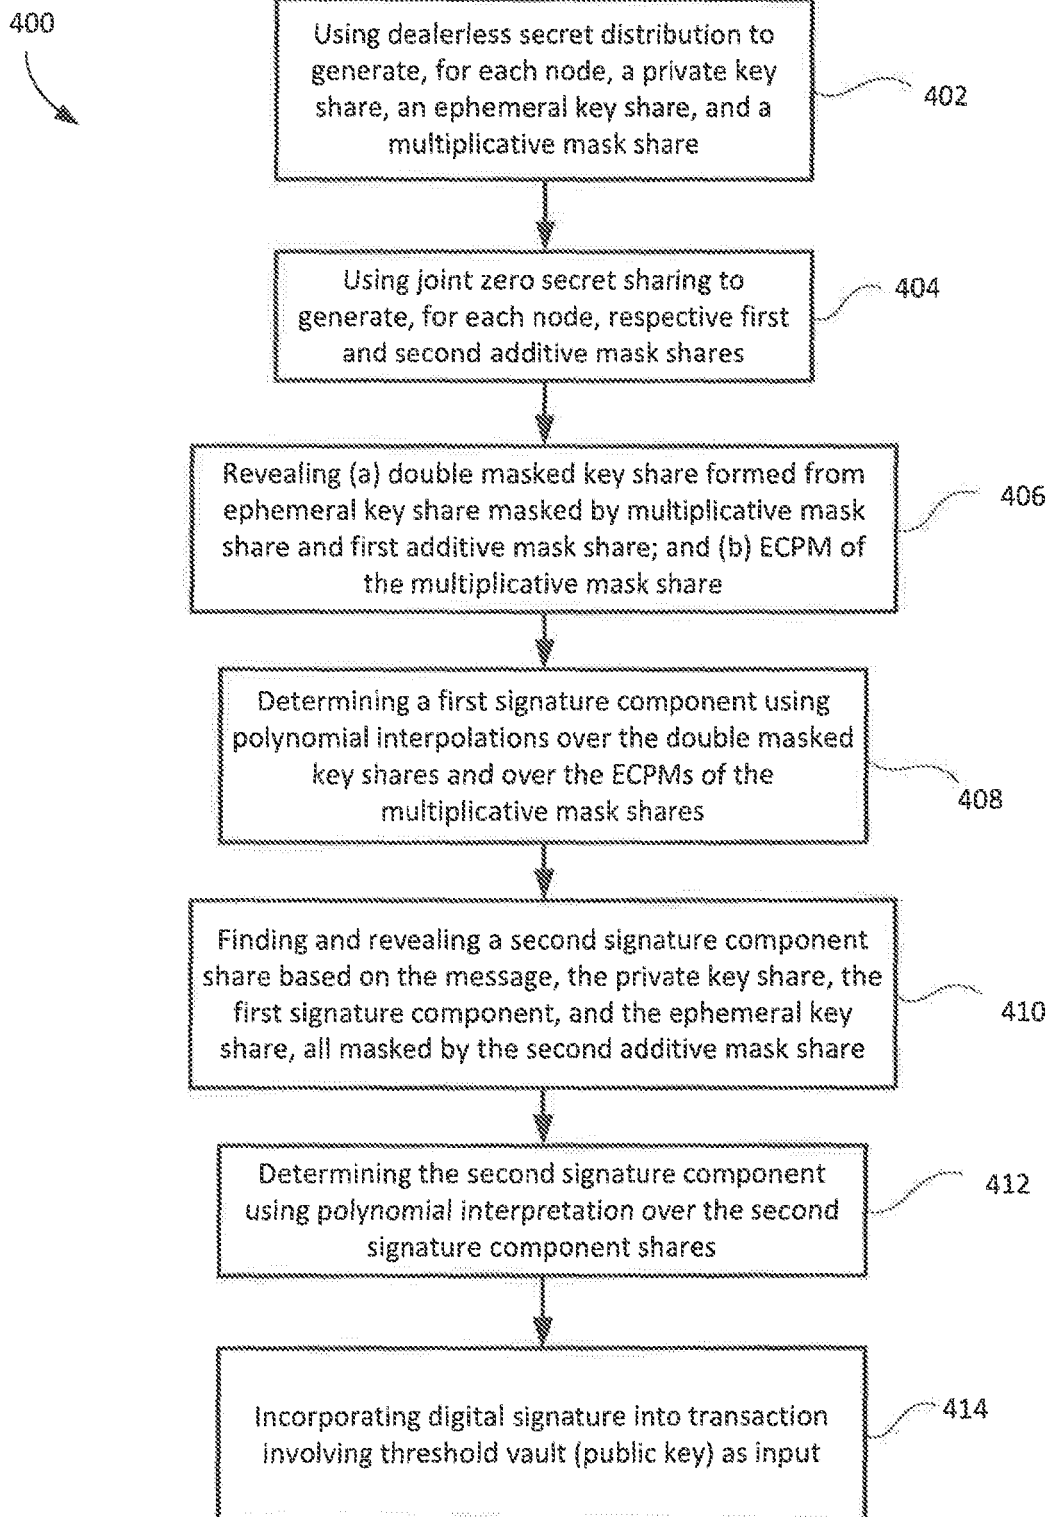 400
Using dealerless secret distribution to
generate, for each node, a private key
share, an ephemeral key share, and a
multiplicative mask share
402
Using joint zero secret sharing to
generate, for each node, respective first
and second additive mask shares
404
Revealing (a) double masked key share formed from
ephemeral key share masked by multiplicative mask
share and first additive mask share; and (b) ECPM of
the multiplicative mask share
406
Determining a first signature component using
polynomial interpolations over the double masked
key shares and over the ECPMs of the
multiplicative mask shares
408
Finding and revealing a second signature component
share based on the message, the private key share, the
first signature component, and the ephemeral key
share, all masked by the second additive mask share
410
Determining the second signature component
using polynomial interpretation over the second
signature component shares
412
Incorporating digital signature into transaction
involving threshold vault (public key) as input
414